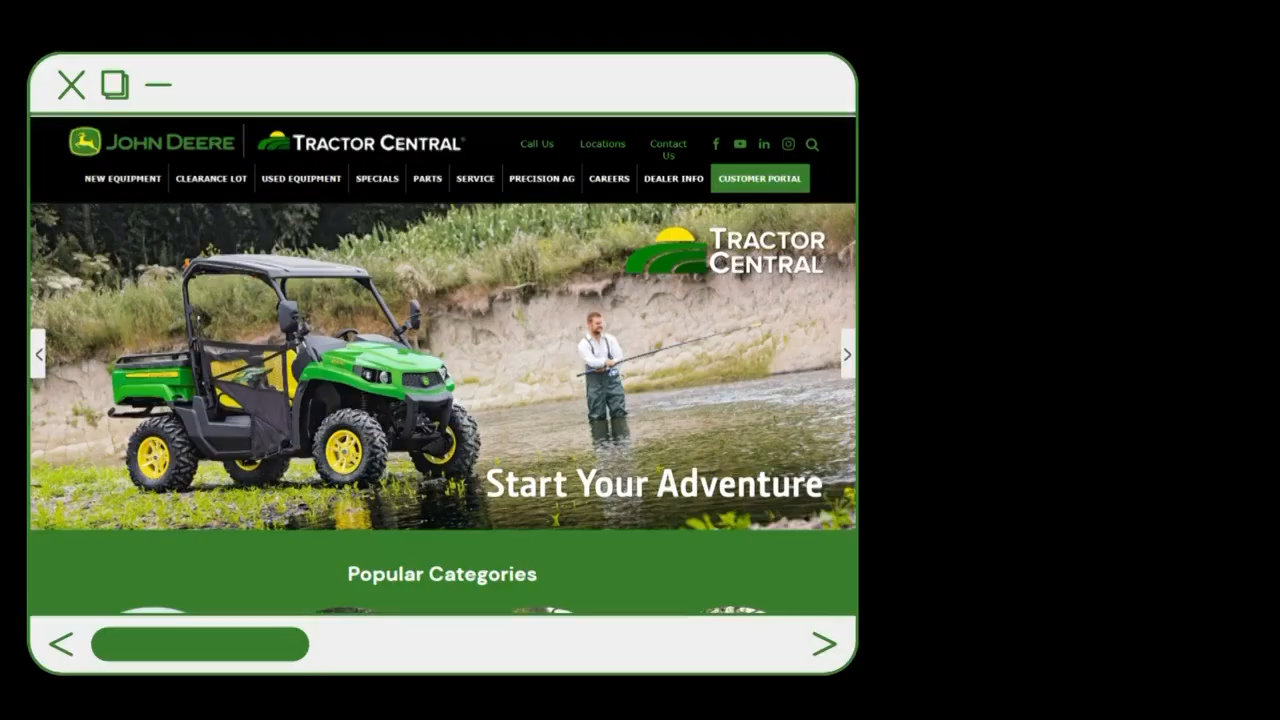 JOHN DEERE
TRACTOR CENTRAL
Call Us
Locations
Contact
Us
NEW EQUIPMENT
CLEARANCE LOT
USED EQUIPMENT
SPECIALS
PARTS
SERVICE
PRECISION AG
CAREERS
DEALER INFO
CUSTOMER PORTAL
TRACTOR
CENTRAL
Start Your Adventure
Popular Categories